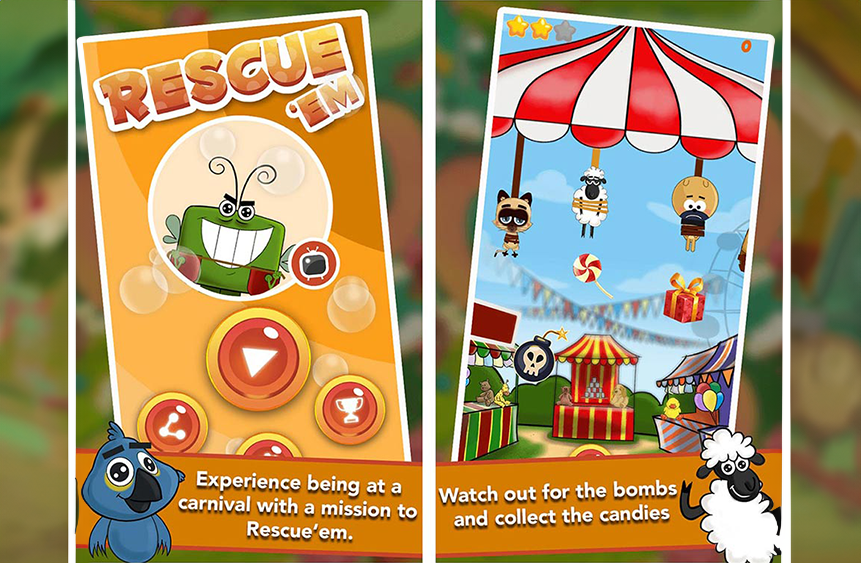 RESCUE
'EM
Experience being at a
carnival with a mission to
Rescue'em.
0
Watch out for the bombs
and collect the candies